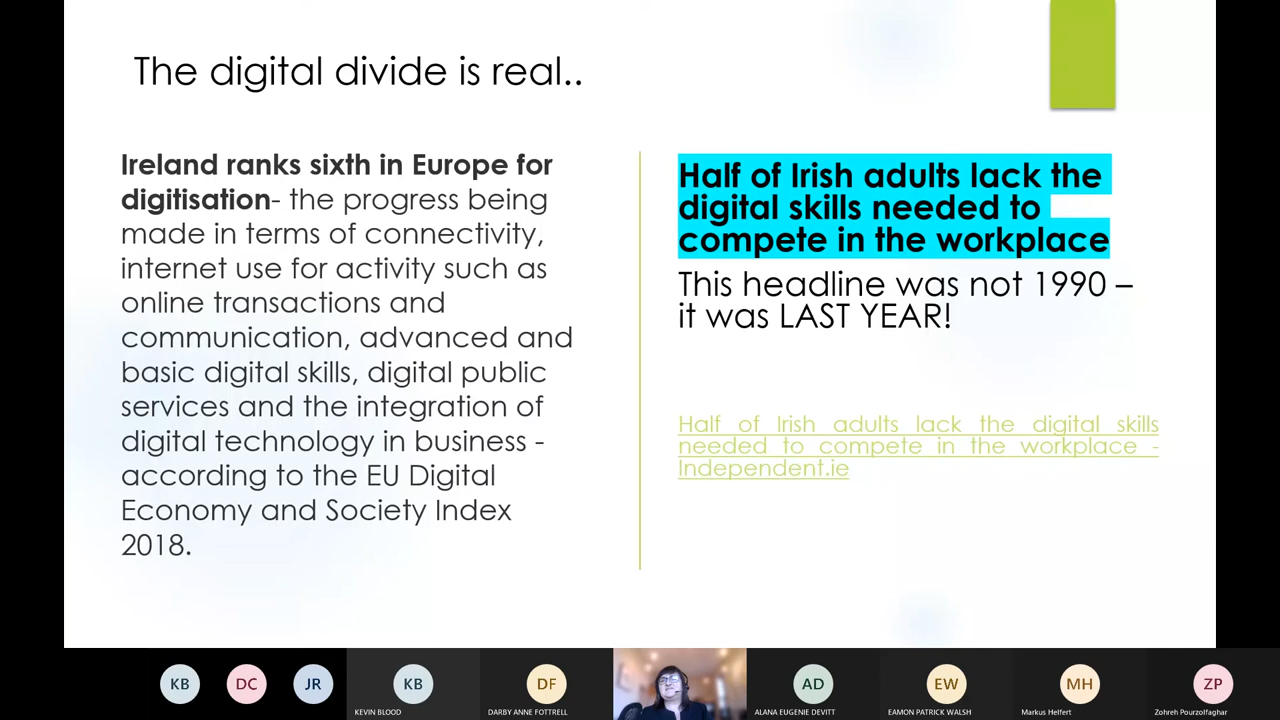 The digital divide is real..
Ireland ranks sixth in Europe for
digitisation- the progress being
made in terms of connectivity,
internet use for activity such as
online transactions and
communication, advanced and
basic digital skills, digital public
services and the integration of
digital technology in business -
according to the EU Digital
Economy and Society Index
2018.
Half of Irish adults lack the
digital skills needed to
compete in the workplace
This headline was not 1990 –
it was LAST YEAR!
Half of Irish adults lack the digital skills
needed to compete in the workplace -
Independent.ie
KB
DC
JR
KB
KEVIN BLOOD
DF
DARBY ANNE FOTTRELL
AD
ALANA EUGENIE DEVITT
EW
EAMON PATRICK WALSH
MH
Markus Helfert
ZP
Zohreh Pourzolfaghar